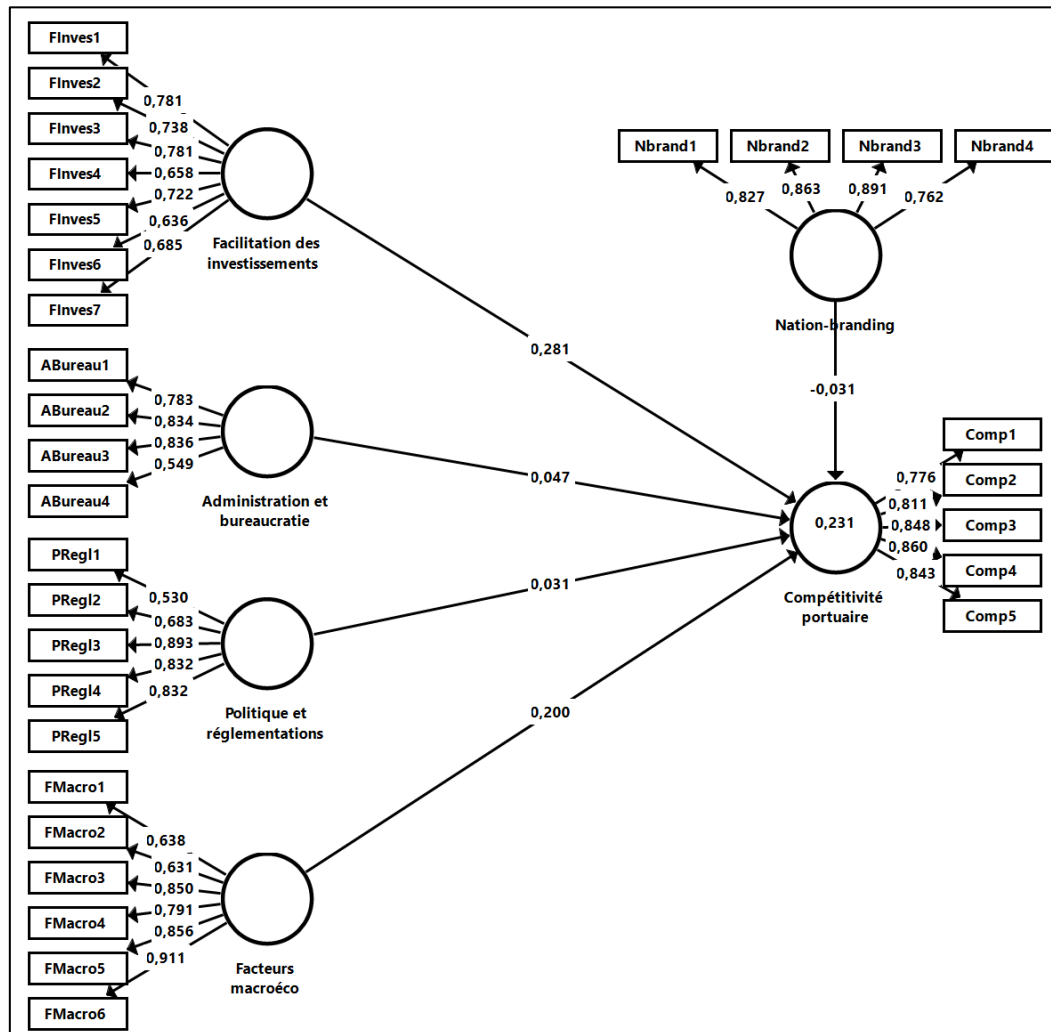 FInves1
FInves2
FInves3
FInves4
FInves5
FInves6
FInves7
0,781
0,738
0,781
0,658
0,722
0,636
0,685
Facilitation des
investissements
Nbrand1
Nbrand2
Nbrand3
Nbrand4
0,827
0,863
0,891
0,762
Nation-branding
0,281
-0,031
ABureau1
ABureau2
ABureau3
ABureau4
0,783
0,834
0,836
0,549
Administration et
bureaucratie
0,047
Comp1
Comp2
Comp3
Comp4
Comp5
0,776
0,811
0,848
0,860
0,843
0,231
Compétitivité
portuaire
PRegl1
PRegl2
PRegl3
PRegl4
PRegl5
0,530
0,683
0,893
0,832
0,832
Politique et
réglementations
0,031
0,200
FMacro1
FMacro2
FMacro3
FMacro4
FMacro5
FMacro6
0,638
0,631
0,850
0,791
0,856
0,911
Facteurs
macroéco